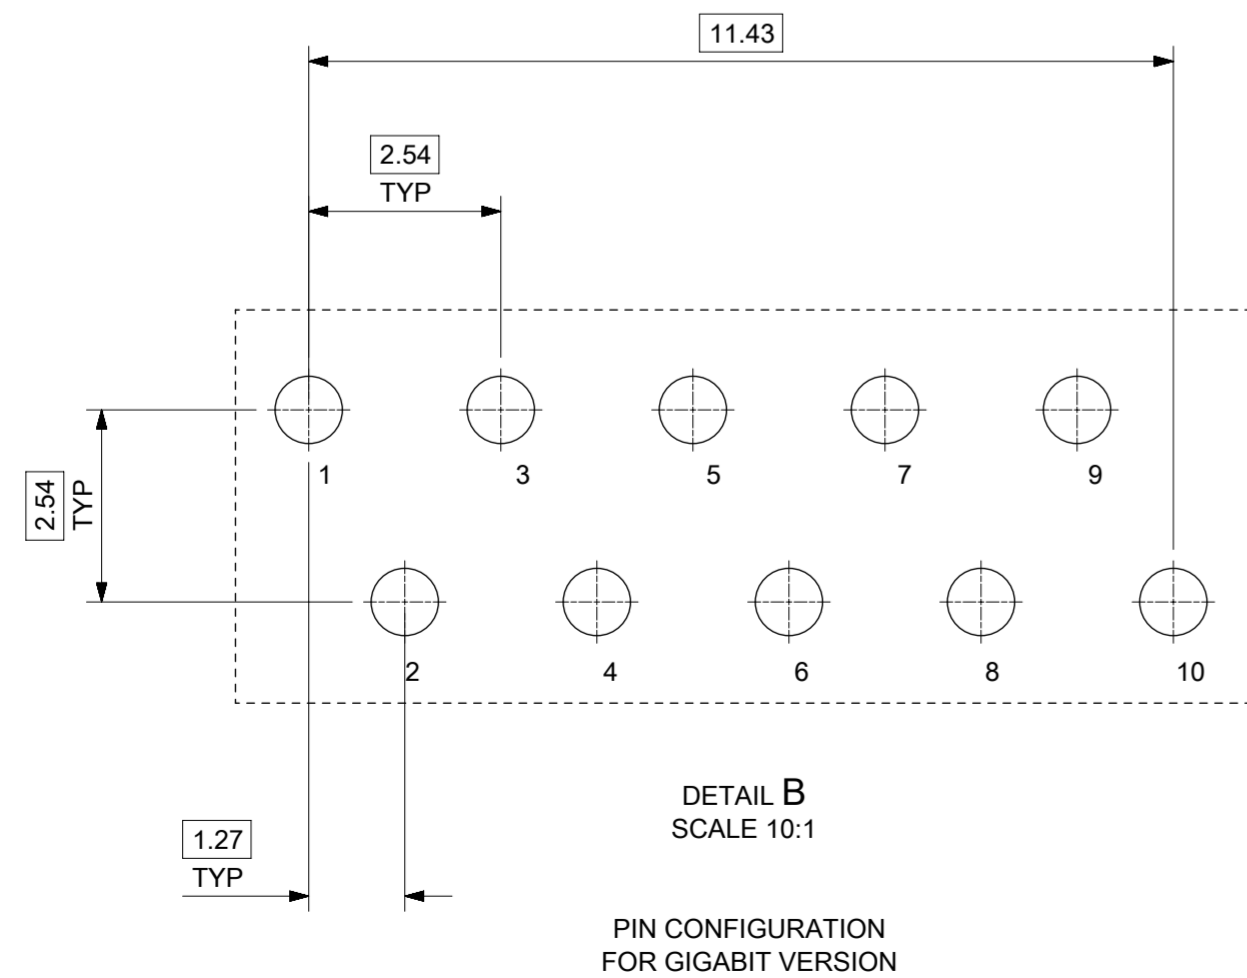 11.43
2.54
TYP
1 3 5 7 9
2.54
TYP
2 4 6 8 10
DETAIL B
SCALE 10:1
1.27
TYP
PIN CONFIGURATION
FOR GIGABIT VERSION